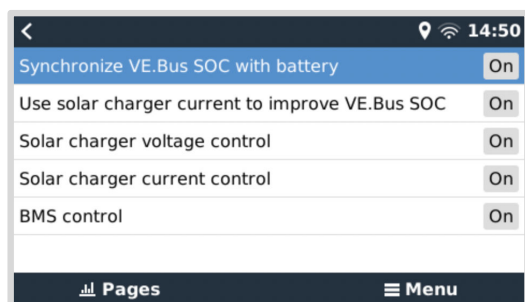 14:50
Synchronize VE.Bus SOC with battery On
Use solar charger current to improve VE.Bus SOC On
Solar charger voltage control On
Solar charger current control On
BMS control On
Pages Menu